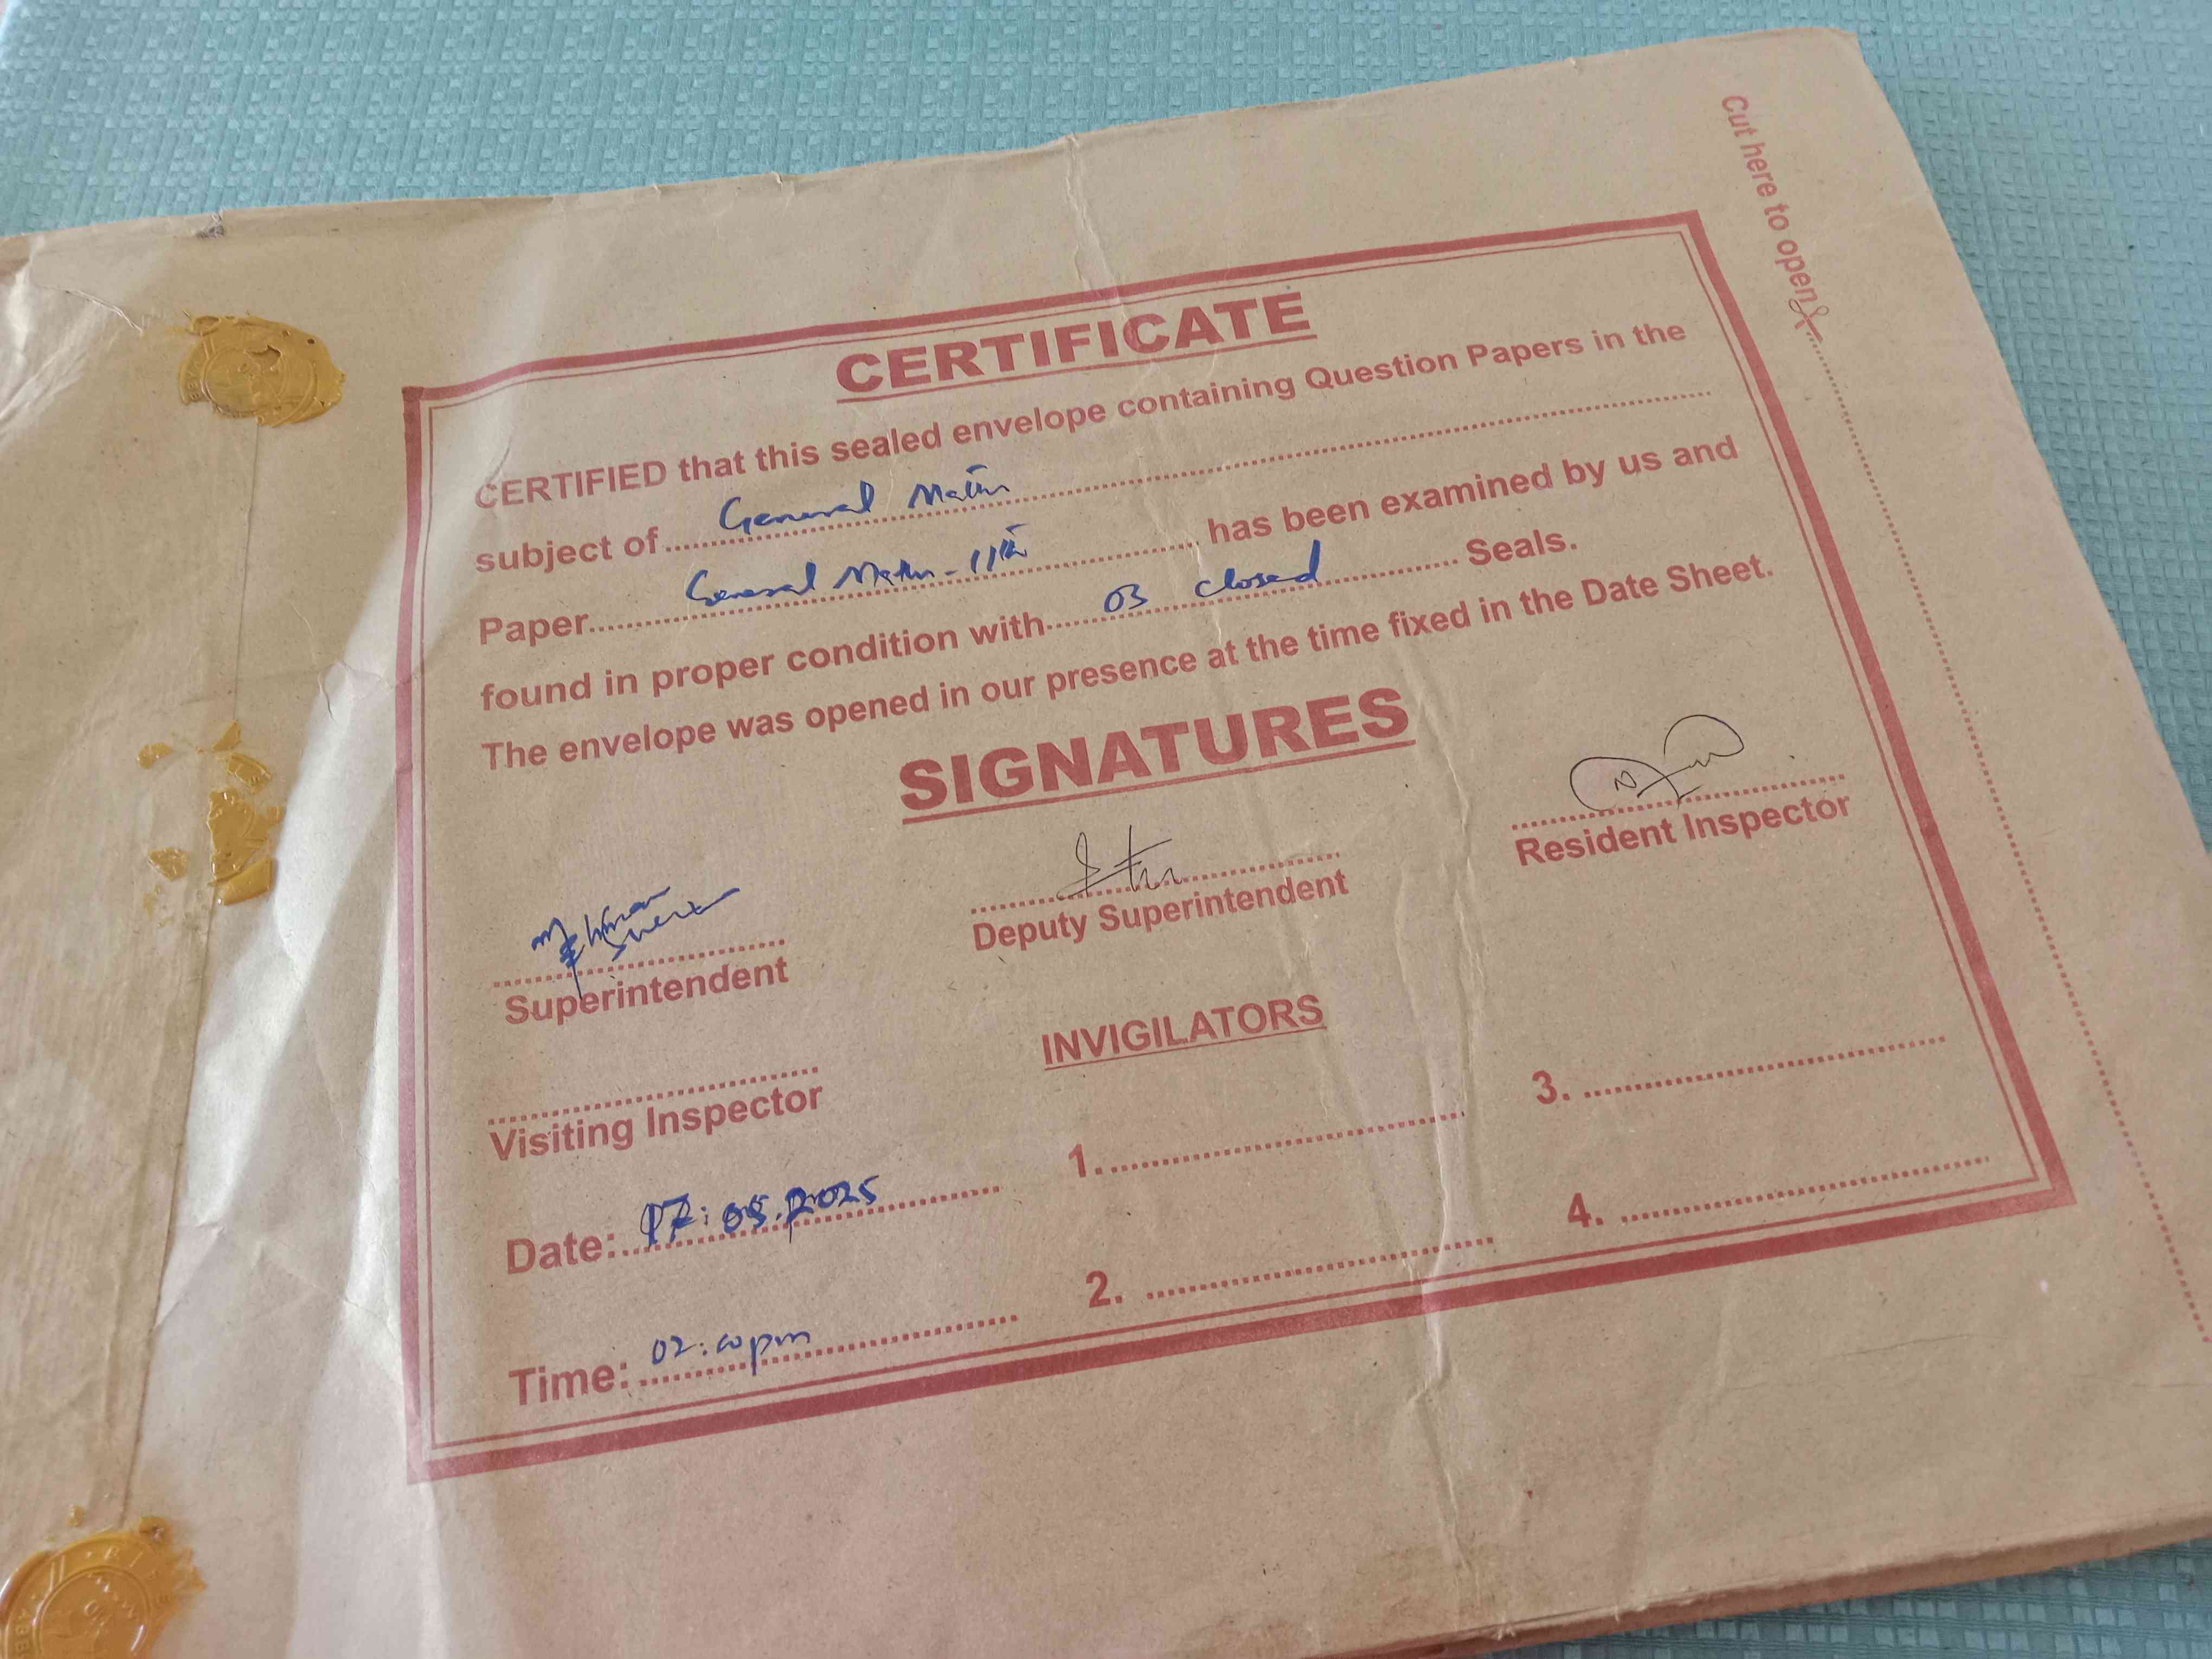 Cut here to open
CERTIFICATE
CERTIFIED that this sealed envelope containing Question Papers in the
subject of General Math
Paper General Math - 11th has been examined by us and
found in proper condition with 03 closed Seals.
The envelope was opened in our presence at the time fixed in the Date Sheet.
SIGNATURES
Superintendent
Deputy Superintendent
Resident Inspector
Visiting Inspector
INVIGILATORS
1.
2.
3.
4.
Date: 17:05.2025
Time: 02:00pm